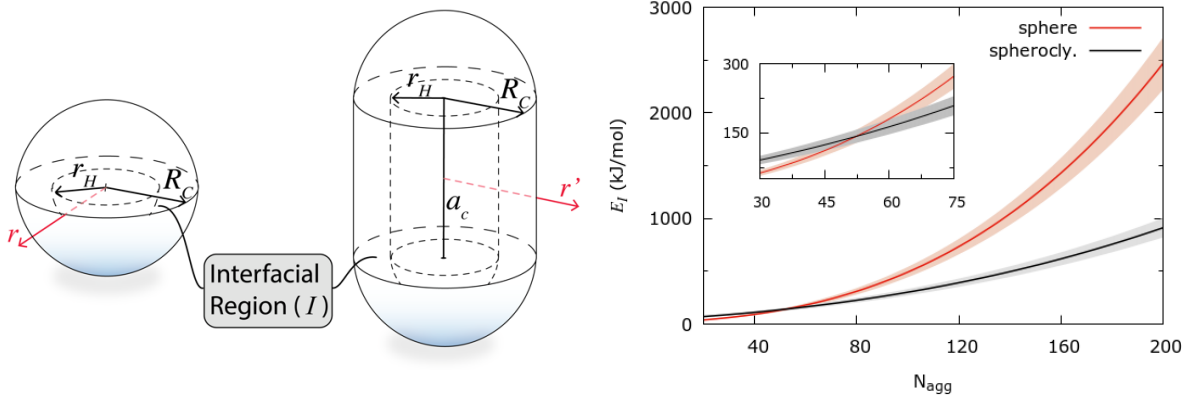 r_H
R_C
r
r_H
R_C
a_c
r'
Interfacial
Region (I)
3000
2500
2000
1000
0
E_I (kJ/mol)
sphere
spherocly.
300
150
30
45
60
75
40
80
120
160
200
N_agg